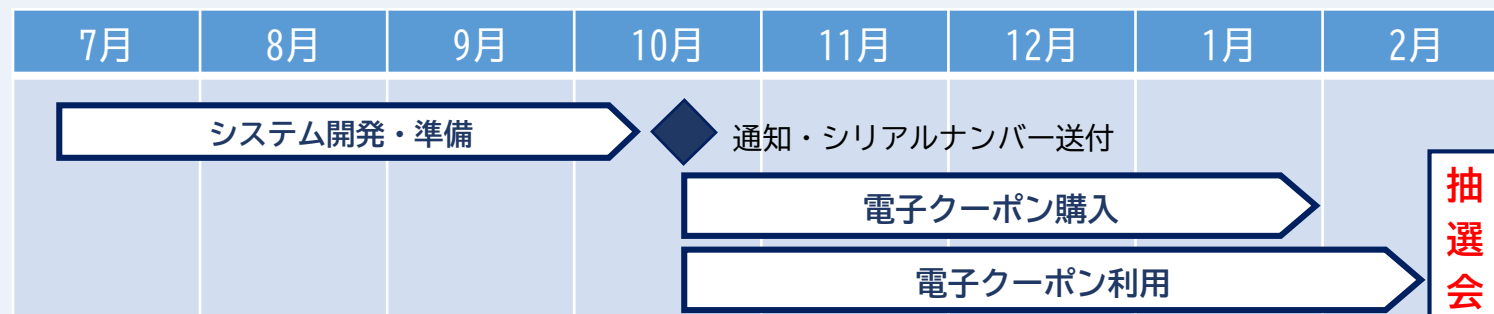 7月 8月 9月 10月 11月 12月 1月 2月
システム開発・準備
通知・シリアルナンバー送付
電子クーポン購入
電子クーポン利用
抽選会